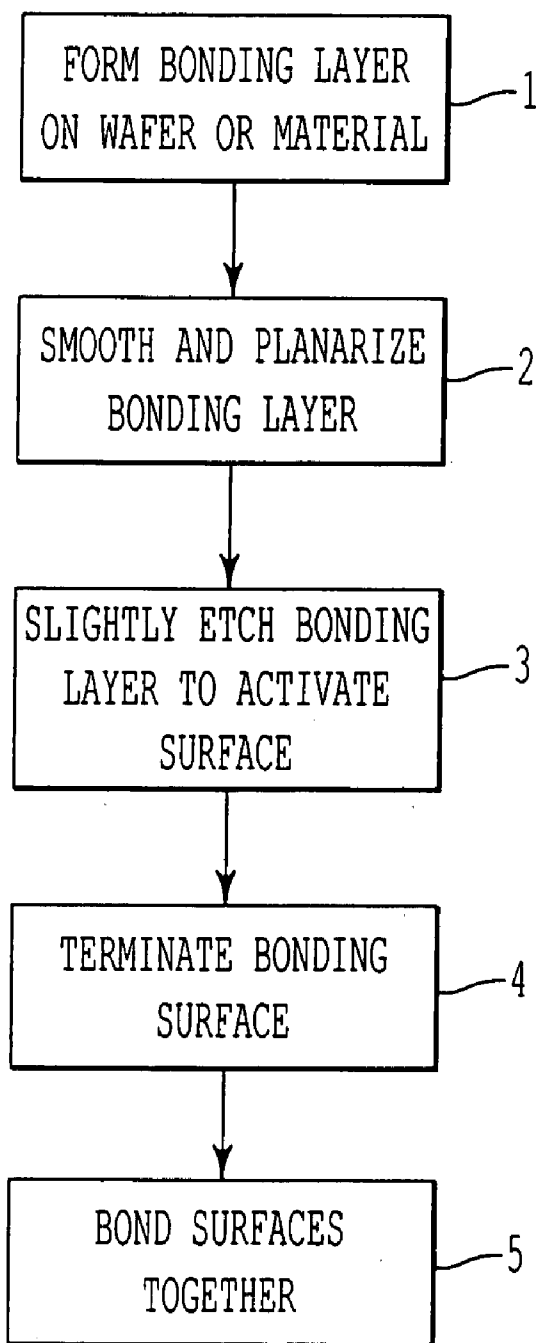 FORM BONDING LAYER
ON WAFER OR MATERIAL
1
SMOOTH AND PLANARIZE
BONDING LAYER
2
SLIGHTLY ETCH BONDING
LAYER TO ACTIVATE
SURFACE
3
TERMINATE BONDING
SURFACE
4
BOND SURFACES
TOGETHER
5